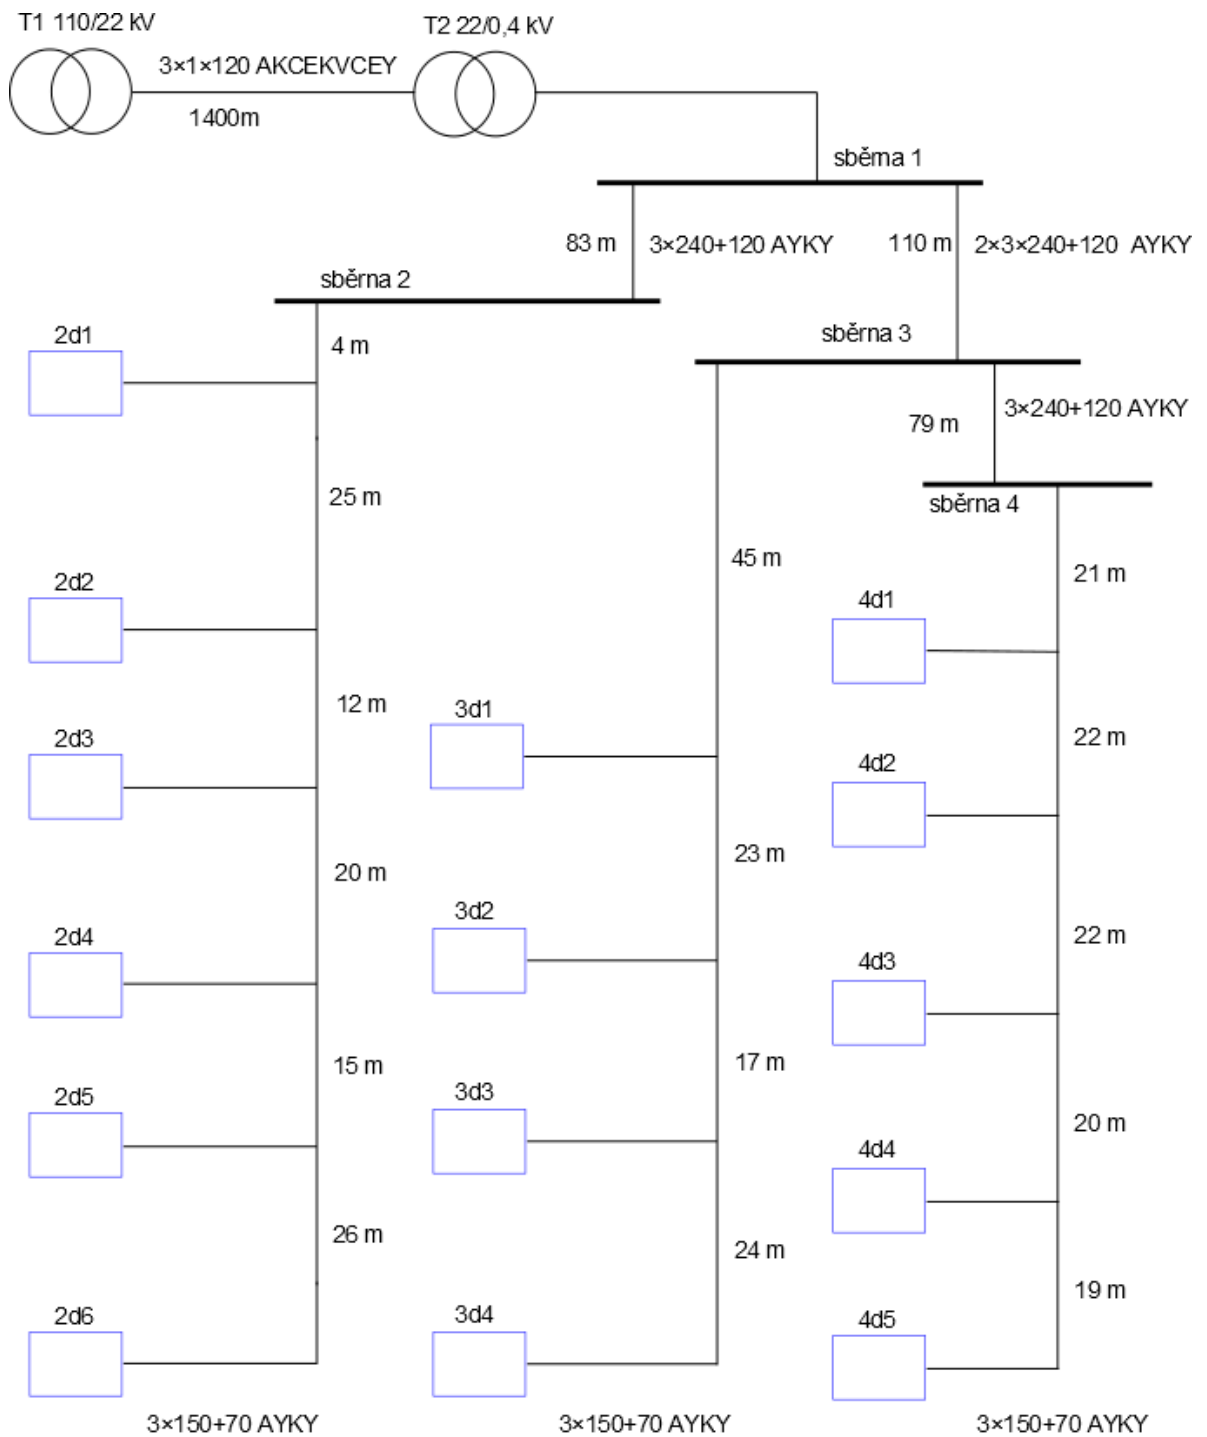 T1 110/22 kV
T2 22/0,4 kV
3×1×120 AKCEKVCEY
1400m
sběrna 1
83 m
3×240+120 AYKY
110 m
2×3×240+120 AYKY
sběrna 2
2d1
4 m
sběrna 3
3×240+120 AYKY
79 m
25 m
sběrna 4
45 m
21 m
2d2
4d1
12 m
3d1
2d3
22 m
4d2
20 m
23 m
3d2
2d4
22 m
4d3
15 m
17 m
2d5
3d3
20 m
4d4
26 m
24 m
19 m
2d6
3d4
4d5
3×150+70 AYKY
3×150+70 AYKY
3×150+70 AYKY